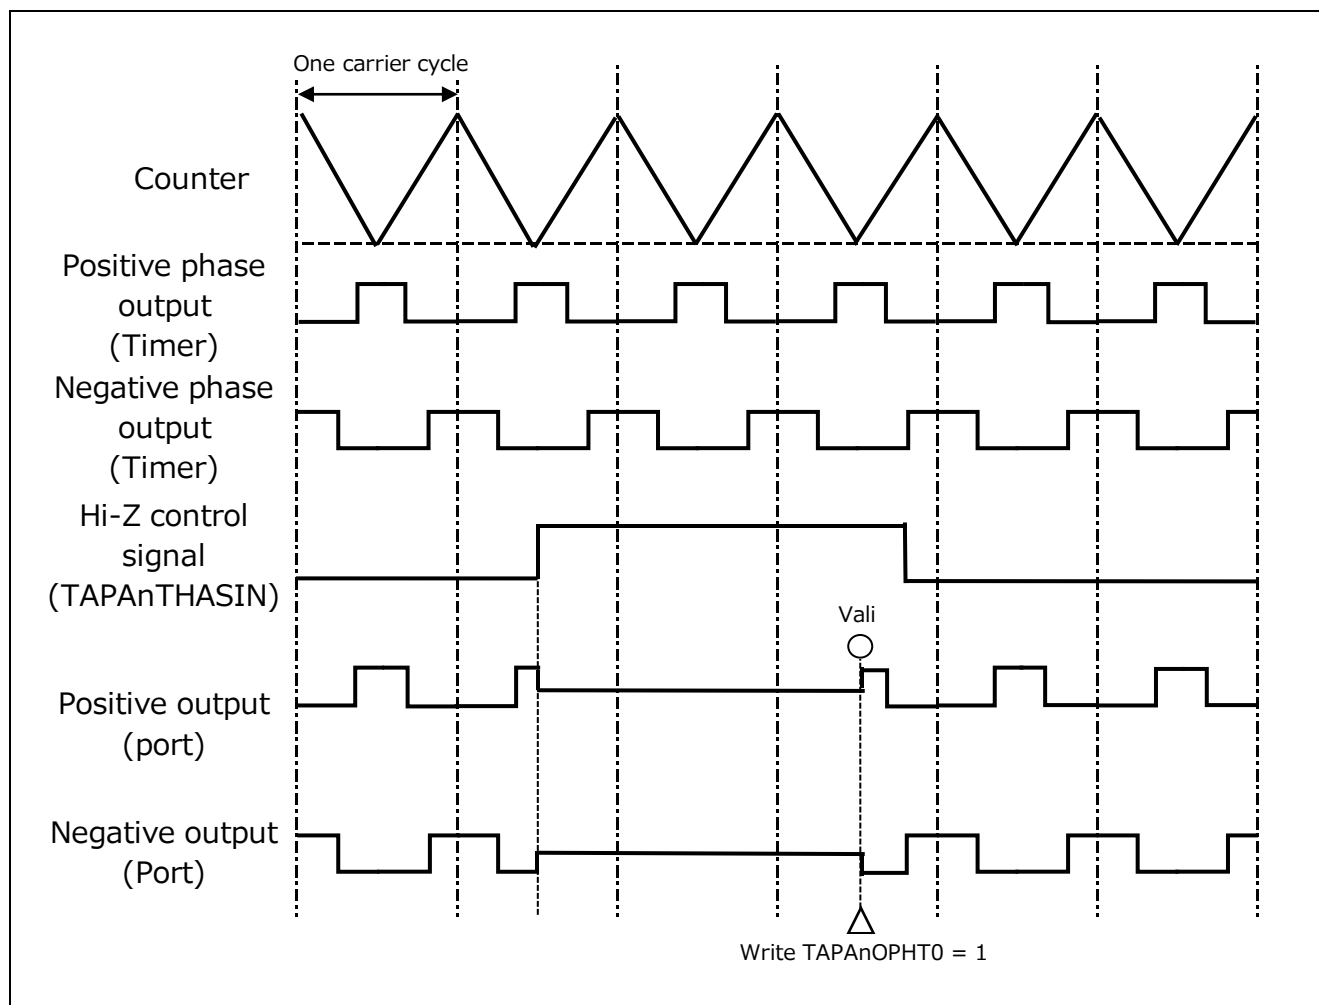 One carrier cycle
Counter
Positive phase
output
(Timer)
Negative phase
output
(Timer)
Hi-Z control
signal
(TAPAnTHASIN)
Vali
Positive output
(port)
Negative output
(Port)
Write TAPAnOPHT0 = 1